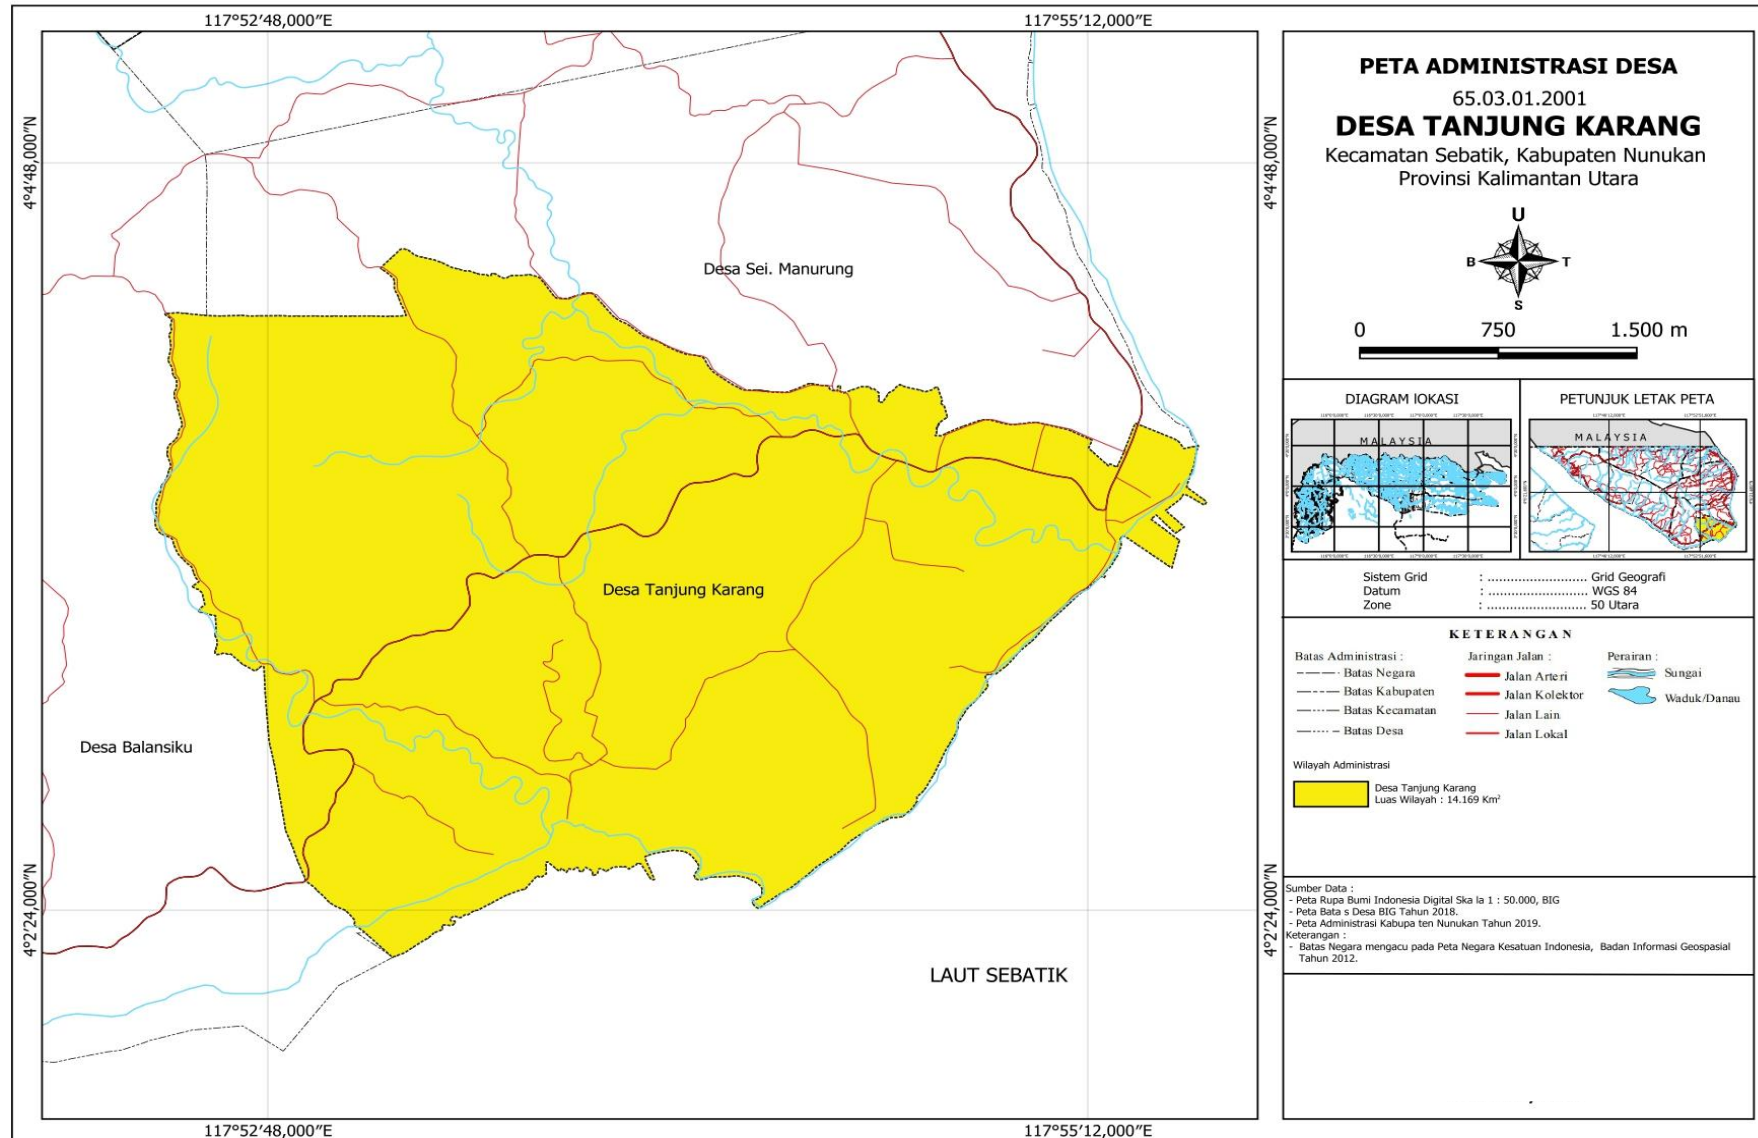 117°52'48,000"E
117°55'12,000"E
4°4'48,000"N
4°4'48,000"N
Desa Sei. Manurung
Desa Tanjung Karang
Desa Balansiku
LAUT SEBATIK
4°2'24,000"N
4°2'24,000"N
117°52'48,000"E
117°55'12,000"E
PETA ADMINISTRASI DESA
65.03.01.2001
DESA TANJUNG KARANG
Kecamatan Sebatik, Kabupaten Nunukan
Provinsi Kalimantan Utara
U
B
T
S
0 750 1.500 m
DIAGRAM lOKASI
MALAYSIA
PETUNJUK LETAK PETA
MALAYSIA
Sistem Grid : .......................... Grid Geografi
Datum : .......................... WGS 84
Zone : .......................... 50 Utara
KETERANGAN
Batas Administrasi :
Batas Negara
Batas Kabupaten
Batas Kecamatan
Batas Desa
Jaringan Jalan :
Jalan Arteri
Jalan Kolektor
Jalan Lain
Jalan Lokal
Perairan :
Sungai
Waduk/Danau
Wilayah Administrasi
Desa Tanjung Karang
Luas Wilayah : 14.169 Km²
Sumber Data :
- Peta Rupa Bumi Indonesia Digital Ska la 1 : 50.000, BIG
- Peta Bata s Desa BIG Tahun 2018.
- Peta Administrasi Kabupa ten Nunukan Tahun 2019.
Keterangan :
- Batas Negara mengacu pada Peta Negara Kesatuan Indonesia, Badan Informasi Geospasial
Tahun 2012.